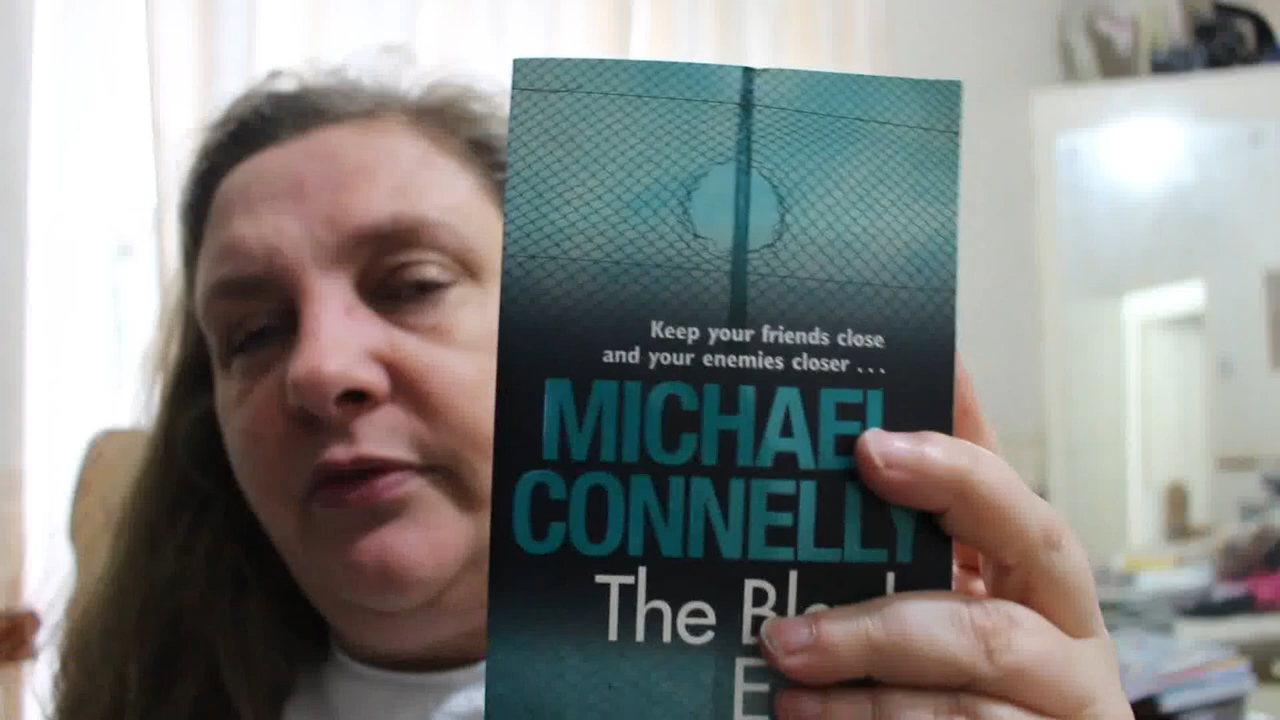 Keep your friends close
and your enemies closer ...
MICHAEL
CONNELLY
The